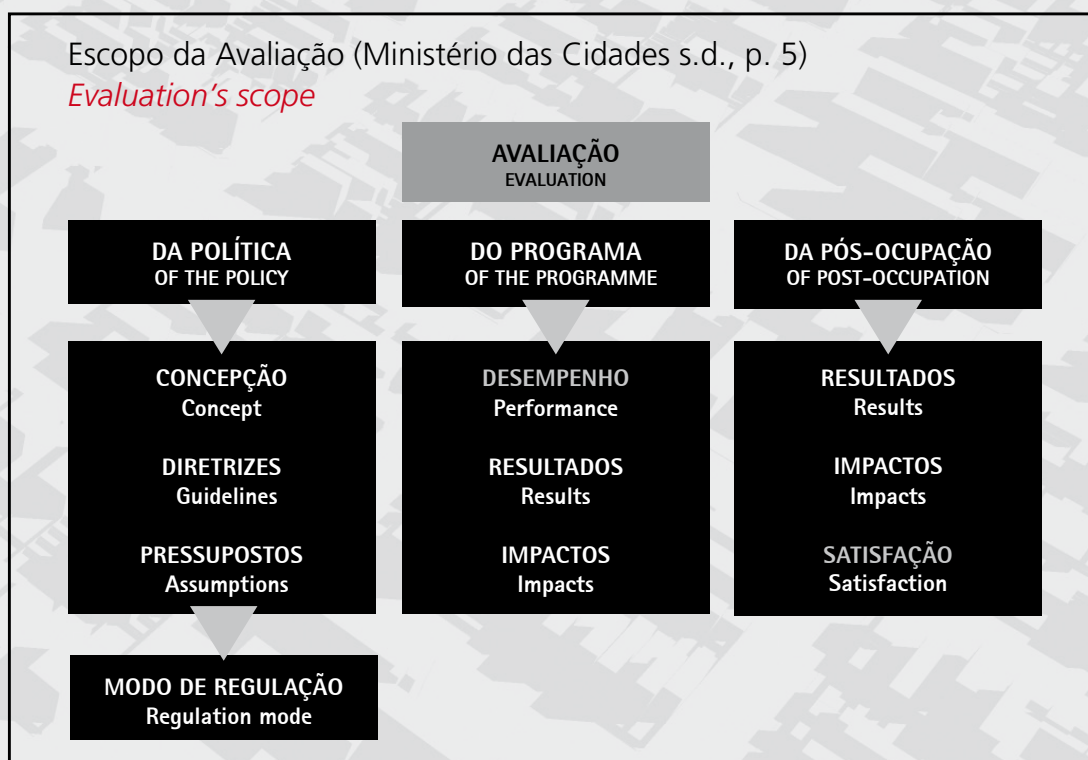 Escopo da Avaliação (Ministério das Cidades s.d., p. 5)
Evaluation's scope
AVALIAÇÃO
EVALUATION
DA POLÍTICA
OF THE POLICY
DO PROGRAMA
OF THE PROGRAMME
DA PÓS-OCUPAÇÃO
OF POST-OCCUPATION
CONCEPÇÃO
Concept
DIRETRIZES
Guidelines
PRESSUPOSTOS
Assumptions
DESEMPENHO
Performance
RESULTADOS
Results
IMPACTOS
Impacts
RESULTADOS
Results
IMPACTOS
Impacts
SATISFAÇÃO
Satisfaction
MODO DE REGULAÇÃO
Regulation mode